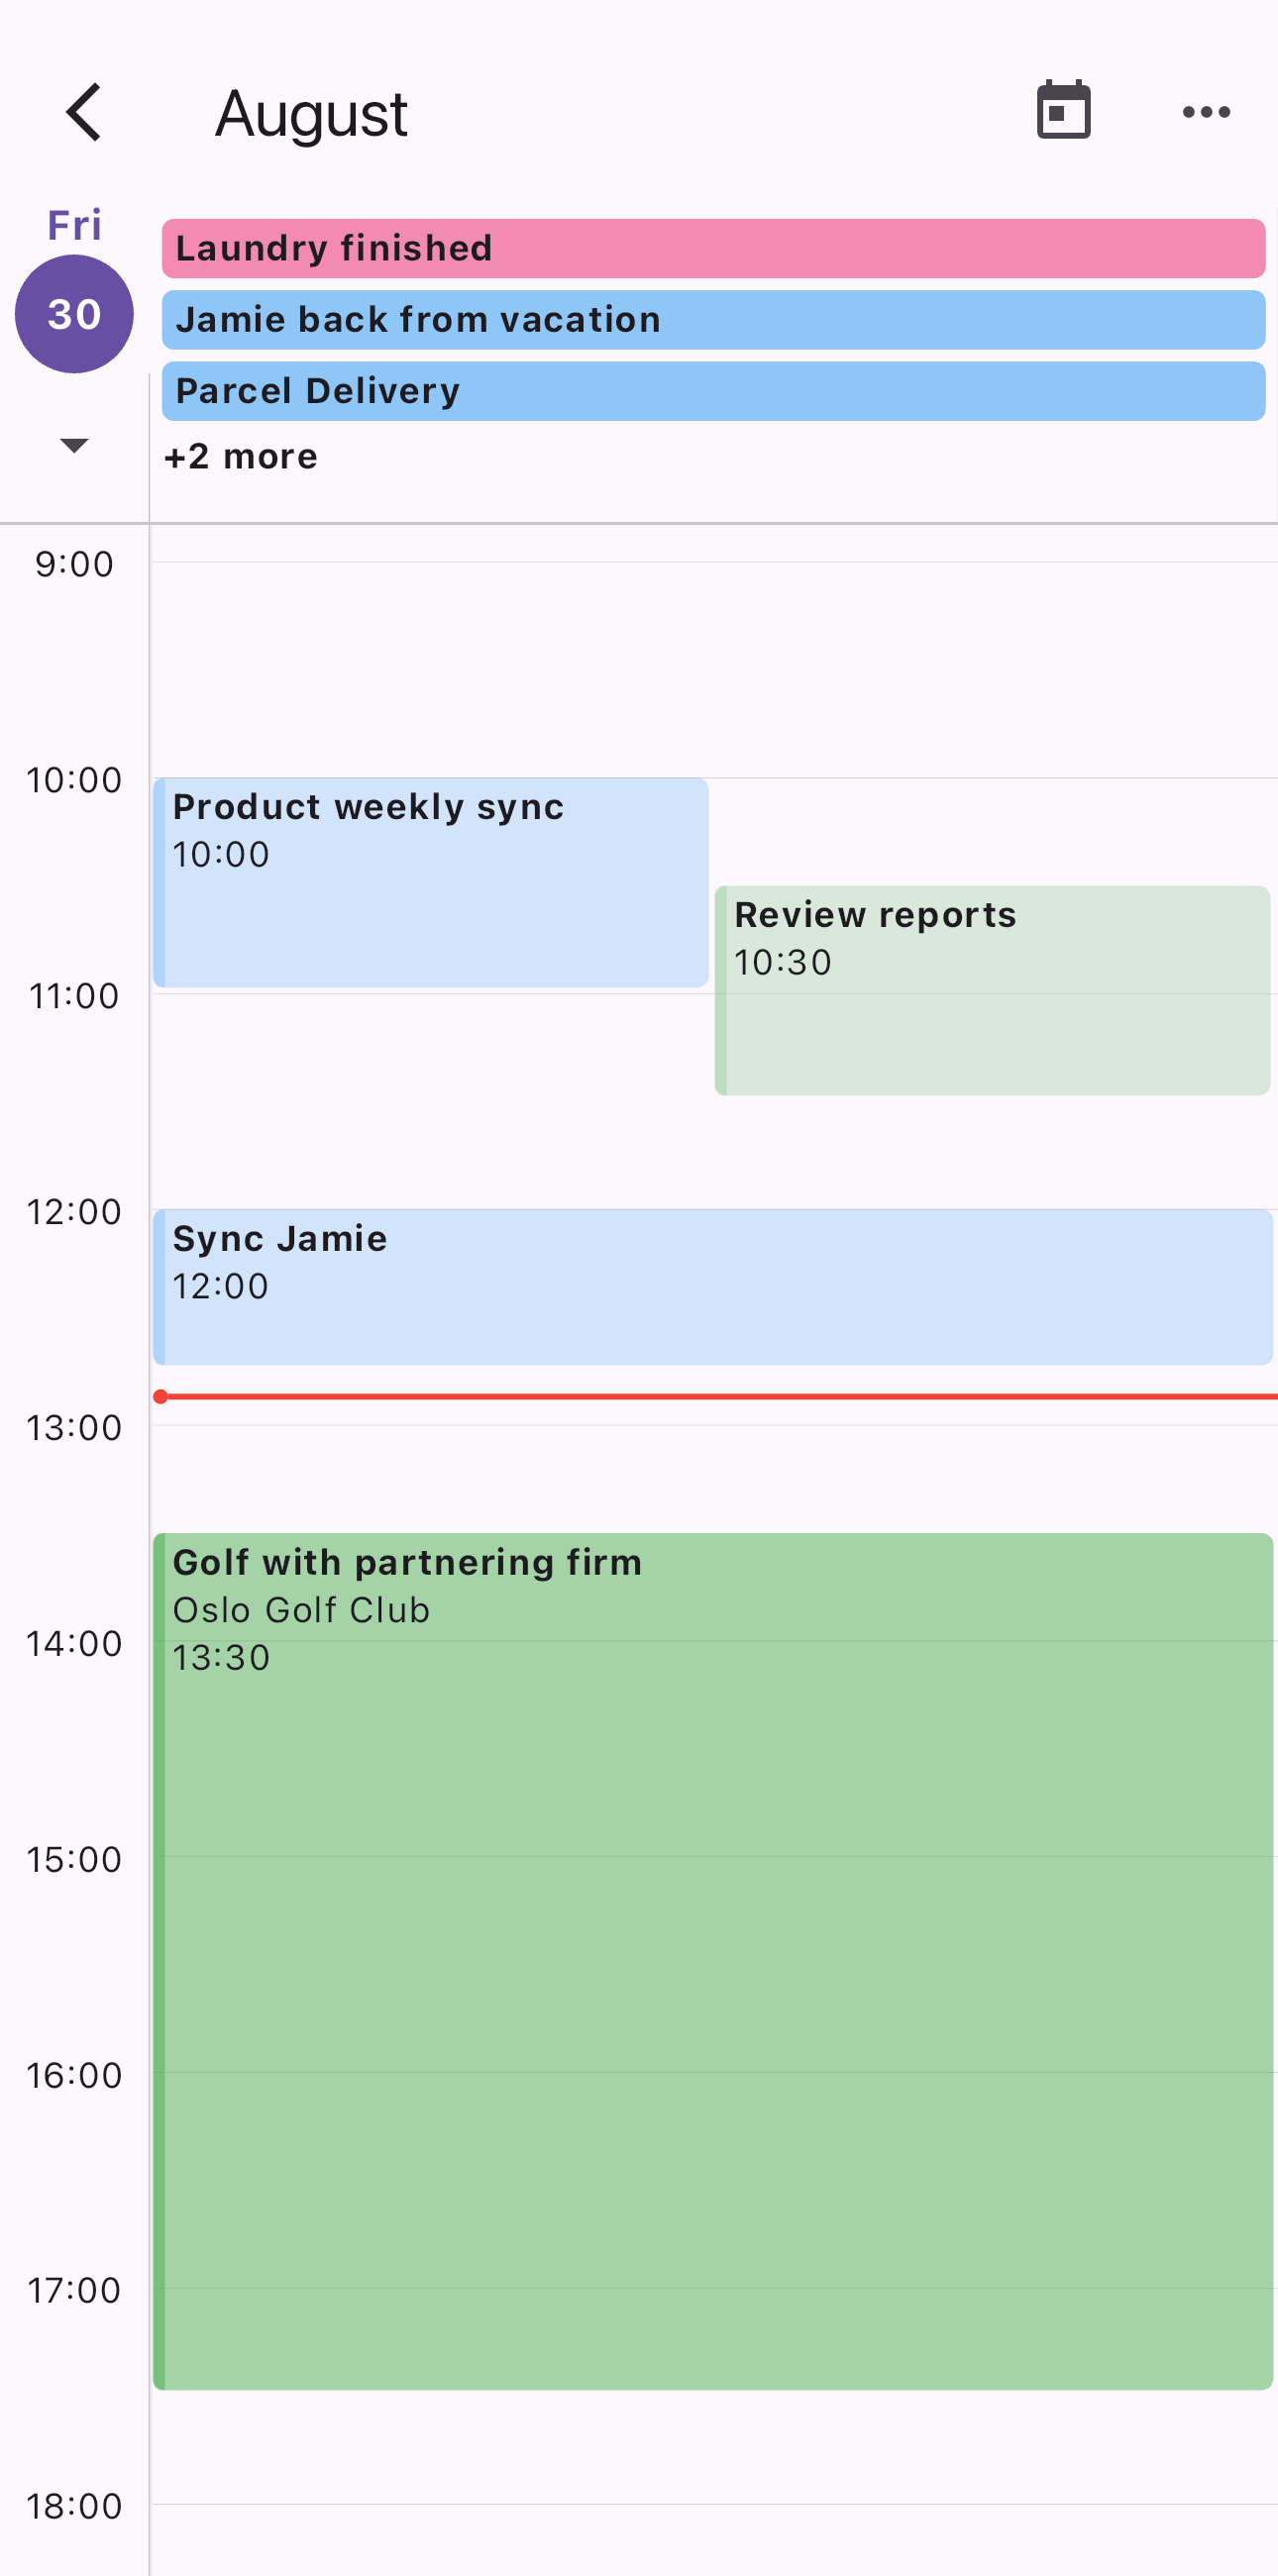 August
Fri
30
Laundry finished
Jamie back from vacation
Parcel Delivery
+2 more
9:00
10:00
Product weekly sync
10:00
Review reports
10:30
11:00
12:00
Sync Jamie
12:00
13:00
Golf with partnering firm
Oslo Golf Club
13:30
14:00
15:00
16:00
17:00
18:00